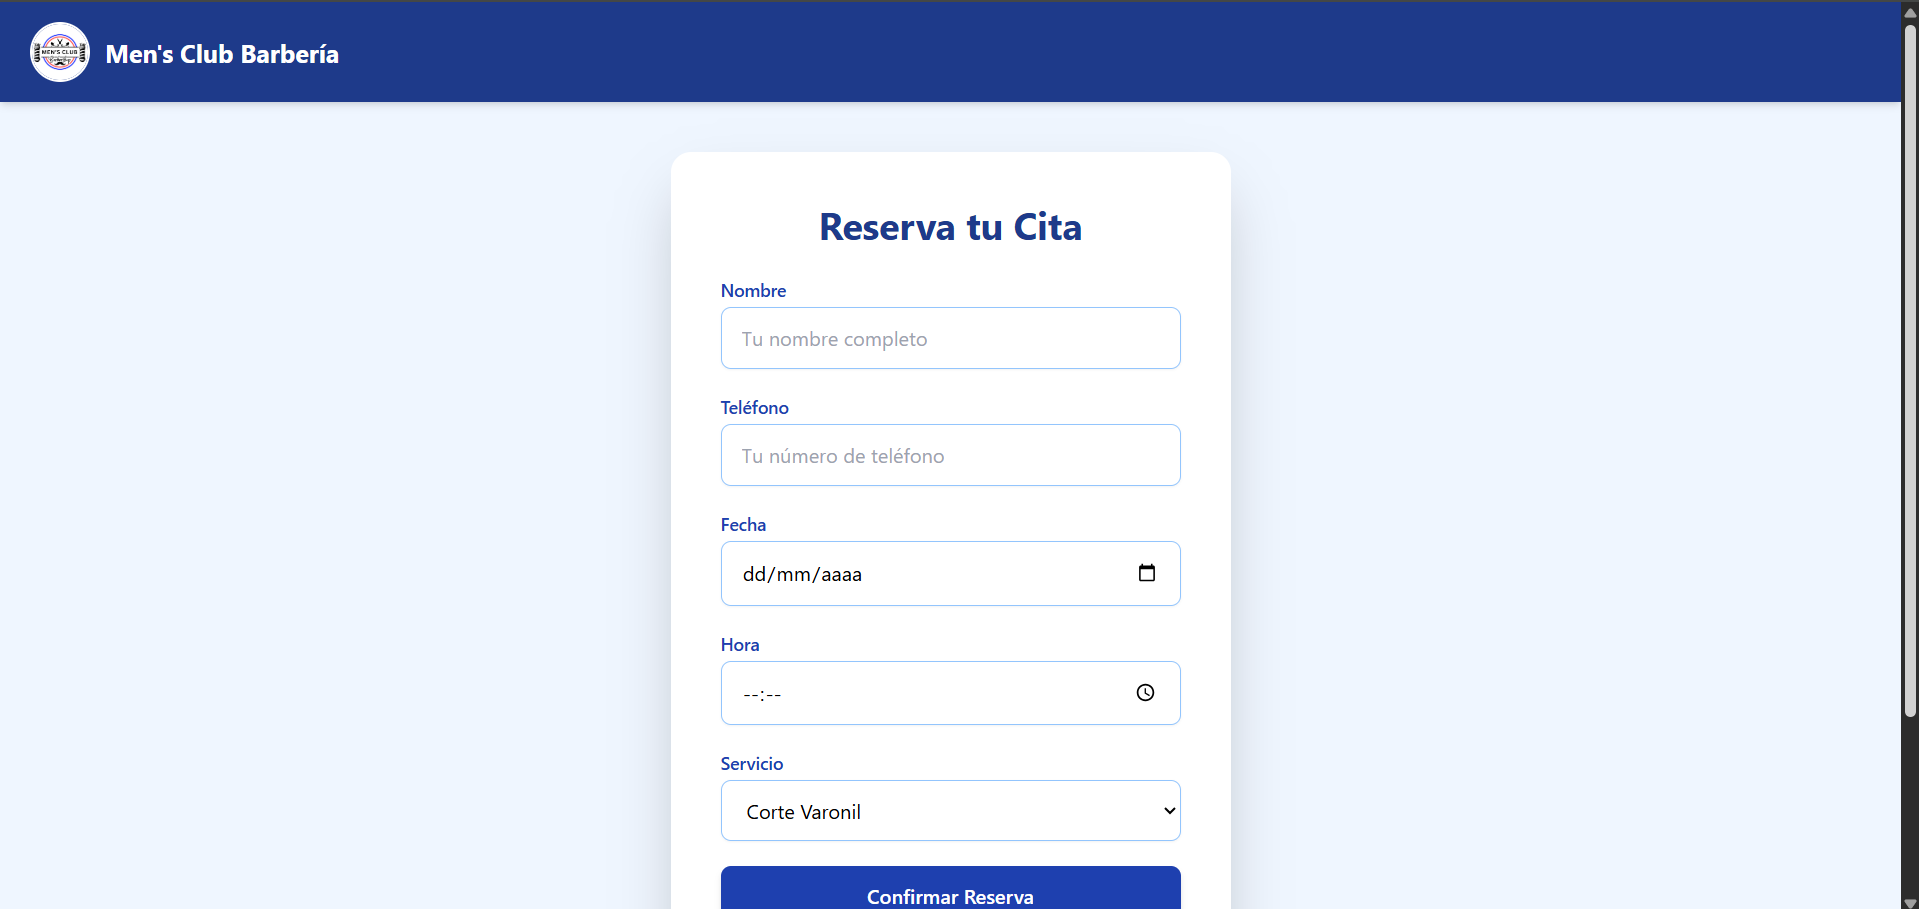 MEN'S CLUB
Men's Club Barbería
Reserva tu Cita
Nombre
Tu nombre completo
Teléfono
Tu número de teléfono
Fecha
dd/mm/aaaa
Hora
--:--
Servicio
Corte Varonil
Confirmar Reserva